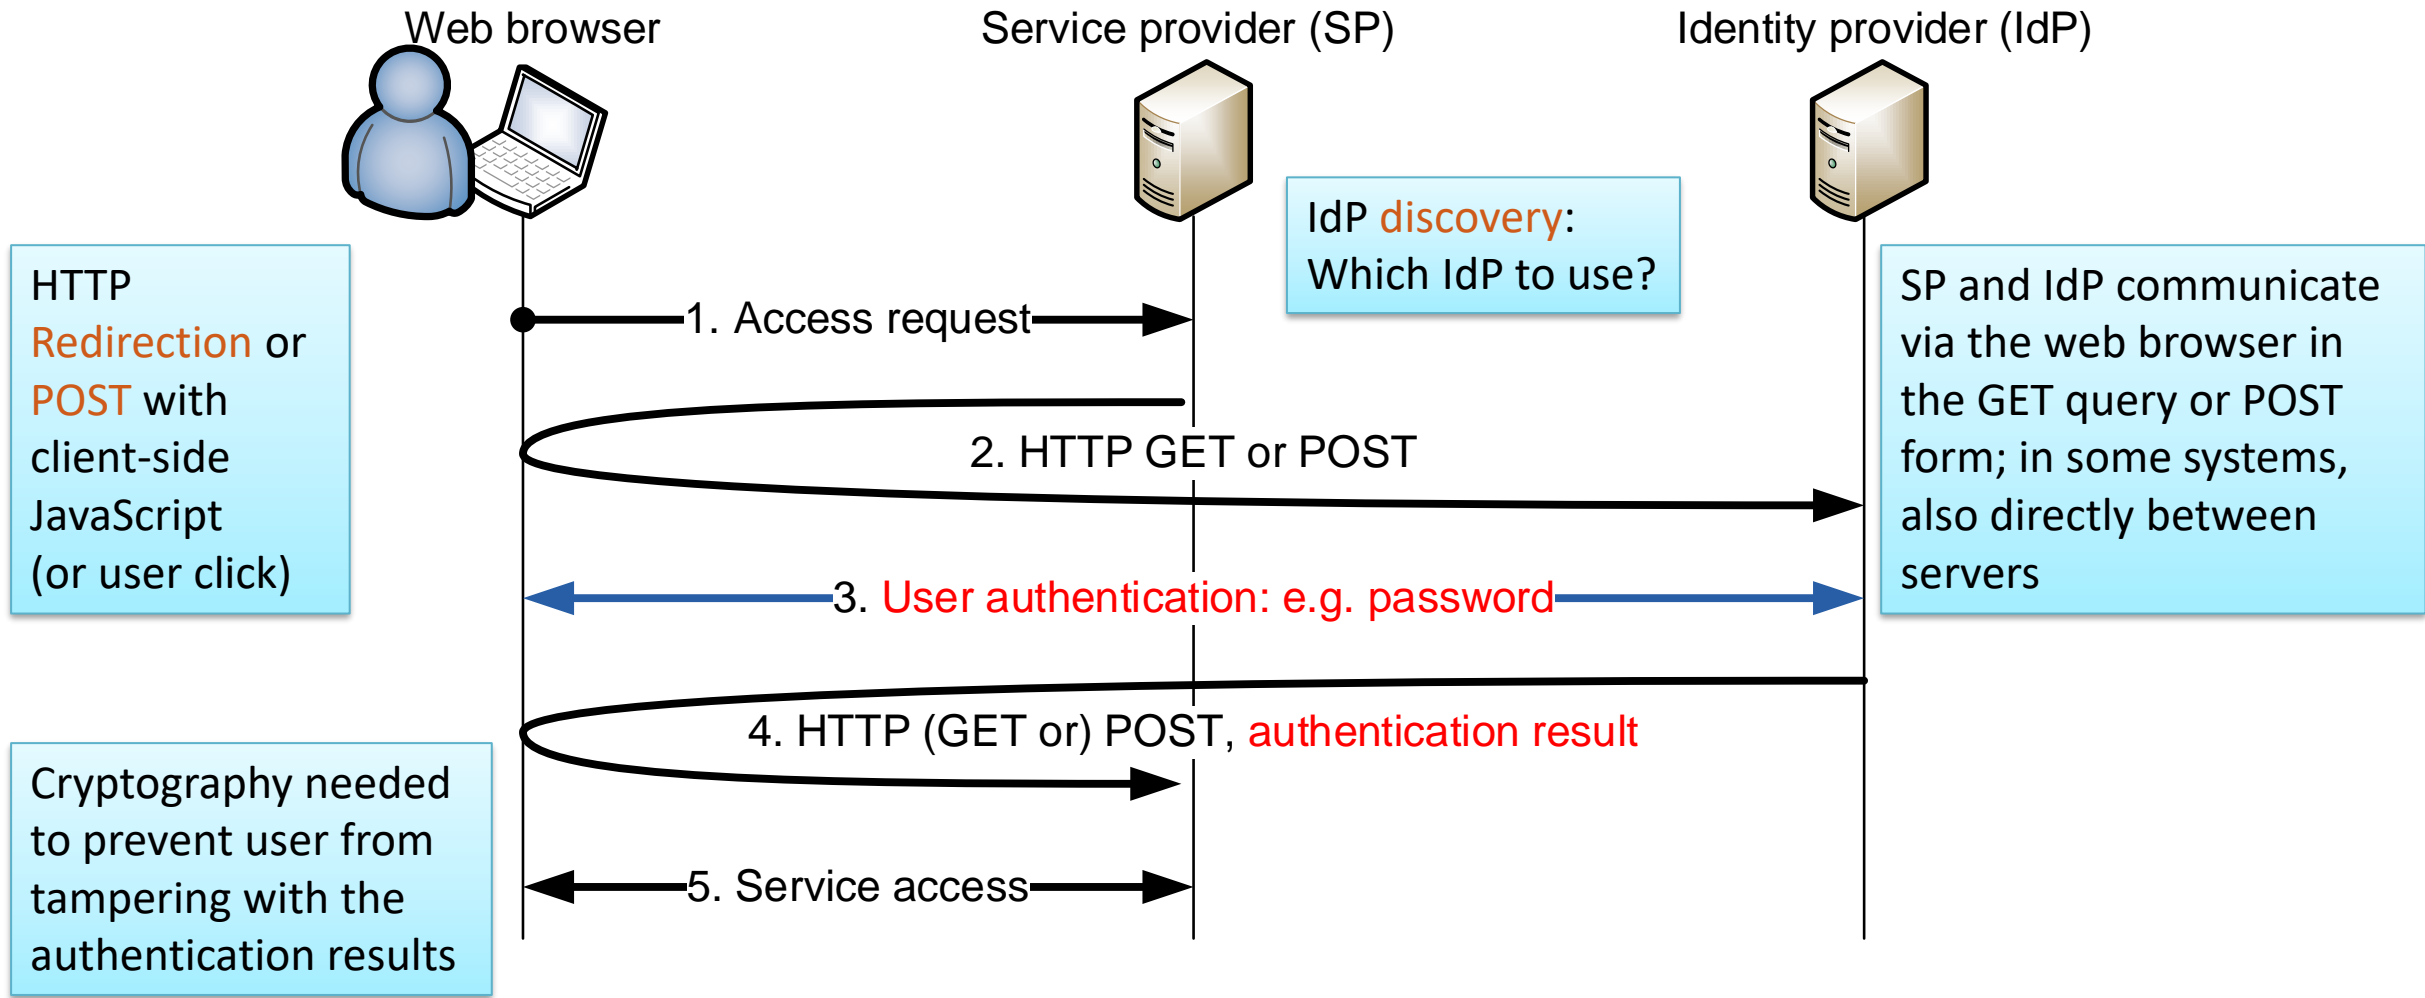 Web browser
Service provider (SP)
Identity provider (IdP)
IdP discovery:
Which IdP to use?
HTTP
Redirection or
POST with
client-side
JavaScript
(or user click)
SP and IdP communicate
via the web browser in
the GET query or POST
form; in some systems,
also directly between
servers
1. Access request
2. HTTP GET or POST
3. User authentication: e.g. password
4. HTTP (GET or) POST, authentication result
Cryptography needed
to prevent user from
tampering with the
authentication results
5. Service access